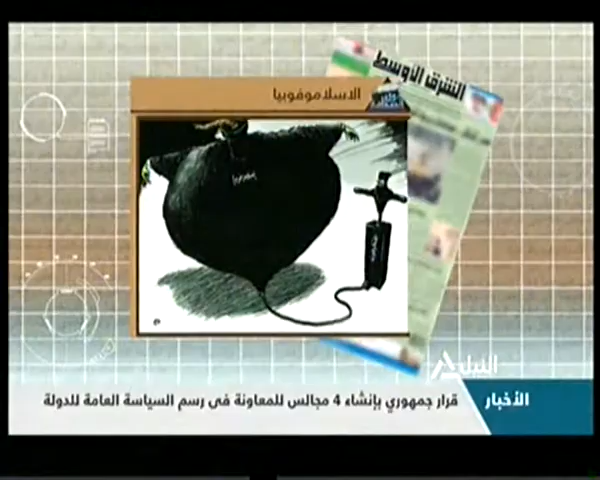 الشرق الأوسط
الاسلاموفوبيا
النيل
الأخبار
قرار جمهوري بإنشاء 4 مجالس للمعاونة فى رسم السياسة العامة للدولة